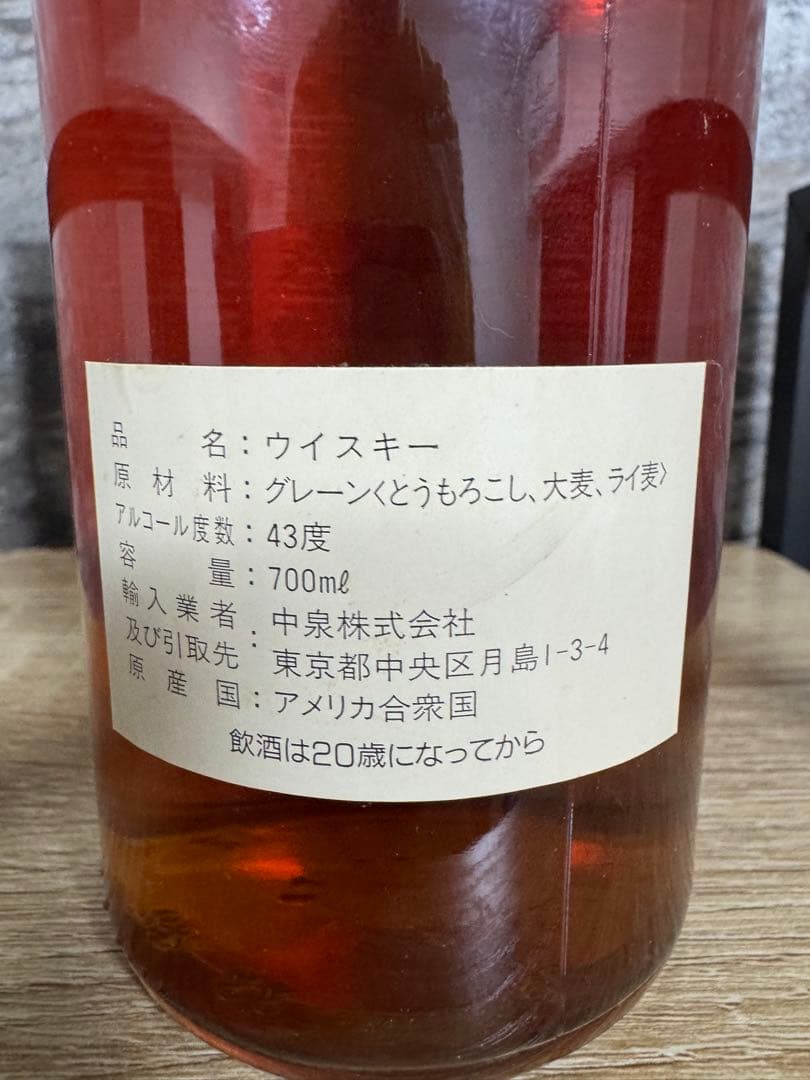 品名：ウイスキー
原材料：グレーン〈とうもろこし、大麦、ライ麦〉
アルコール度数：43度
容量：700mℓ
輸入業者及び引取先：中泉株式会社
東京都中央区月島1-3-4
原産国：アメリカ合衆国
飲酒は20歳になってから